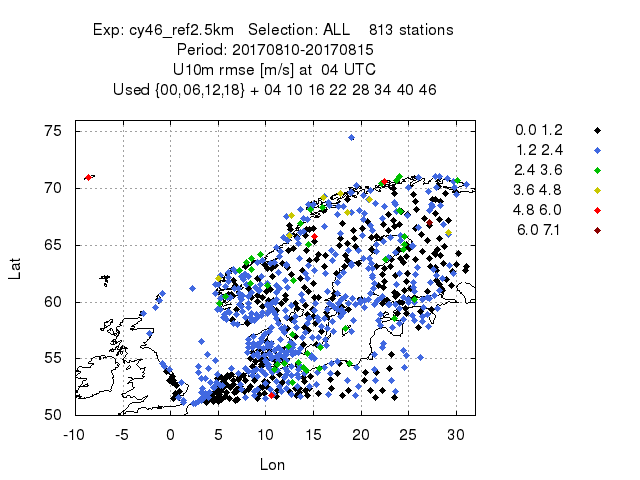 Exp: cy46_ref2.5km Selection: ALL 813 stations
Period: 20170810-20170815
U10m rmse [m/s] at 04 UTC
Used {00,06,12,18} + 04 10 16 22 28 34 40 46
0.0 1.2
1.2 2.4
2.4 3.6
3.6 4.8
4.8 6.0
6.0 7.1
Lat
75
70
65
60
55
50
-10 -5 0 5 10 15 20 25 30
Lon